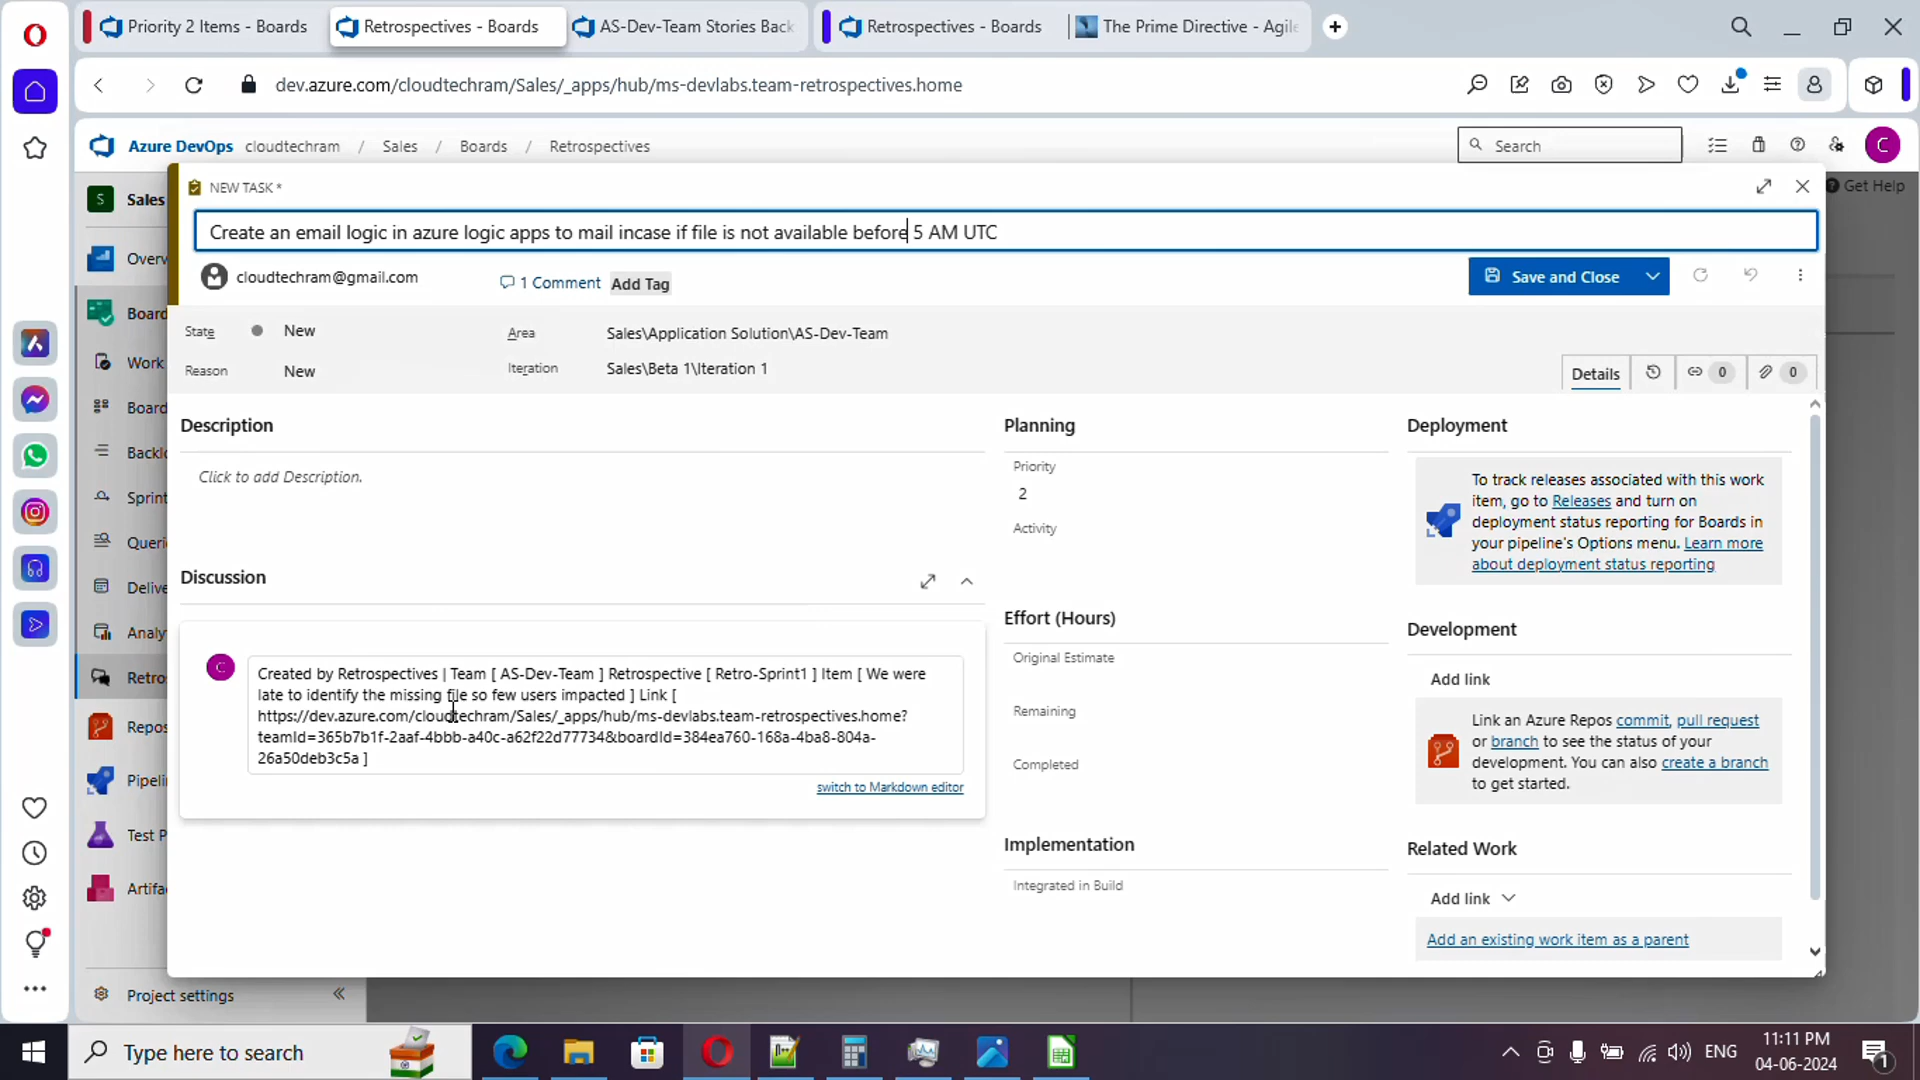 Priority 2 Items - Boards
Retrospectives - Boards
AS-Dev-Team Stories Back
Retrospectives - Boards
The Prime Directive - Agil
dev.azure.com/cloudtechram/Sales/_apps/hub/ms-devlabs.team-retrospectives.home
Azure DevOps cloudtechram / Sales / Boards / Retrospectives
Search
S Sales
Get Help
NEW TASK *
Create an email logic in azure logic apps to mail incase if file is not available before 5 AM UTC
cloudtechram@gmail.com
1 Comment
Add Tag
Save and Close
State
New
Area
Sales\Application Solution\AS-Dev-Team
Reason
New
Iteration
Sales\Beta 1\Iteration 1
Details
0
0
Overv
Board
Work
Board
Backlo
Sprint
Queri
Delive
Analy
Retro
Repos
Pipeli
Test P
Artifa
Project settings
Description
Click to add Description.
Discussion
C
Created by Retrospectives | Team [ AS-Dev-Team ] Retrospective [ Retro-Sprint1 ] Item [ We were
late to identify the missing file so few users impacted ] Link [
https://dev.azure.com/cloudtechram/Sales/_apps/hub/ms-devlabs.team-retrospectives.home?
teamId=365b7b1f-2aaf-4bbb-a40c-a62f22d77734&boardId=384ea760-168a-4ba8-804a-
26a50deb3c5a ]
switch to Markdown editor
Planning
Priority
2
Activity
Effort (Hours)
Original Estimate
Remaining
Completed
Implementation
Integrated in Build
Deployment
To track releases associated with this work
item, go to Releases and turn on
deployment status reporting for Boards in
your pipeline's Options menu. Learn more
about deployment status reporting
Development
Add link
Link an Azure Repos commit, pull request
or branch to see the status of your
development. You can also create a branch
to get started.
Related Work
Add link
Add an existing work item as a parent
Type here to search
ENG
11:11 PM
04-06-2024
1